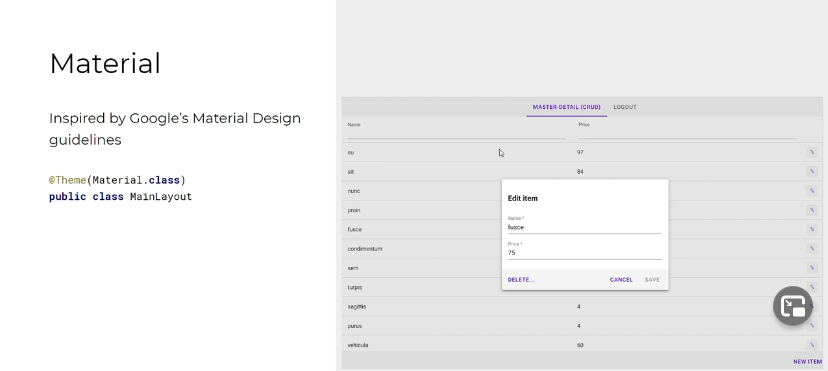 Material
Inspired by Google's Material Design
guidelines
@Theme(Material.class)
public class MainLayout
MASTER-DETAIL (CRUD) LOGOUT
Name Price
eu 97
sit 84
nunc
proin
fusce
condimentum
sem
turpis
sagittis 4
purus 4
vehicula 60
Edit item
Name *
fusce
Price *
75
DELETE... CANCEL SAVE
NEW ITEM